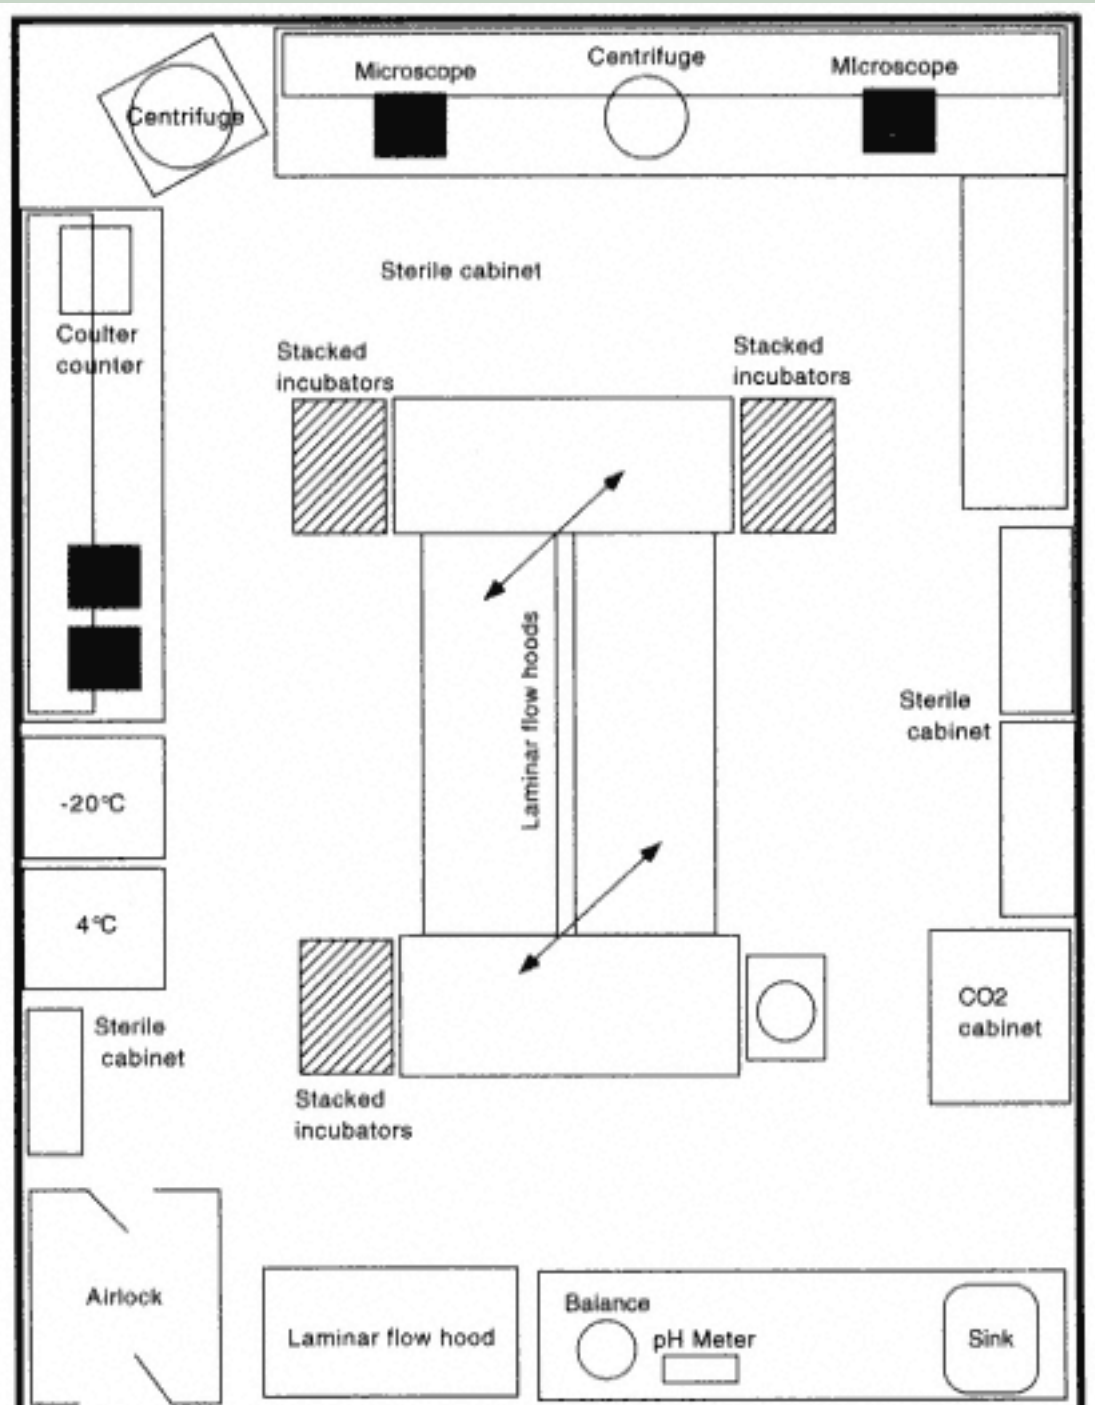 Centrifuge
Microscope
Centrifuge
MIcroscope
Sterile cabinet
Coulter
counter
Stacked
incubators
Stacked
incubators
Laminar flow hoods
Sterile
cabinet
-20°C
4°C
Sterile
cabinet
CO2
cabinet
Stacked
incubators
Airlock
Laminar flow hood
Balance
pH Meter
Sink